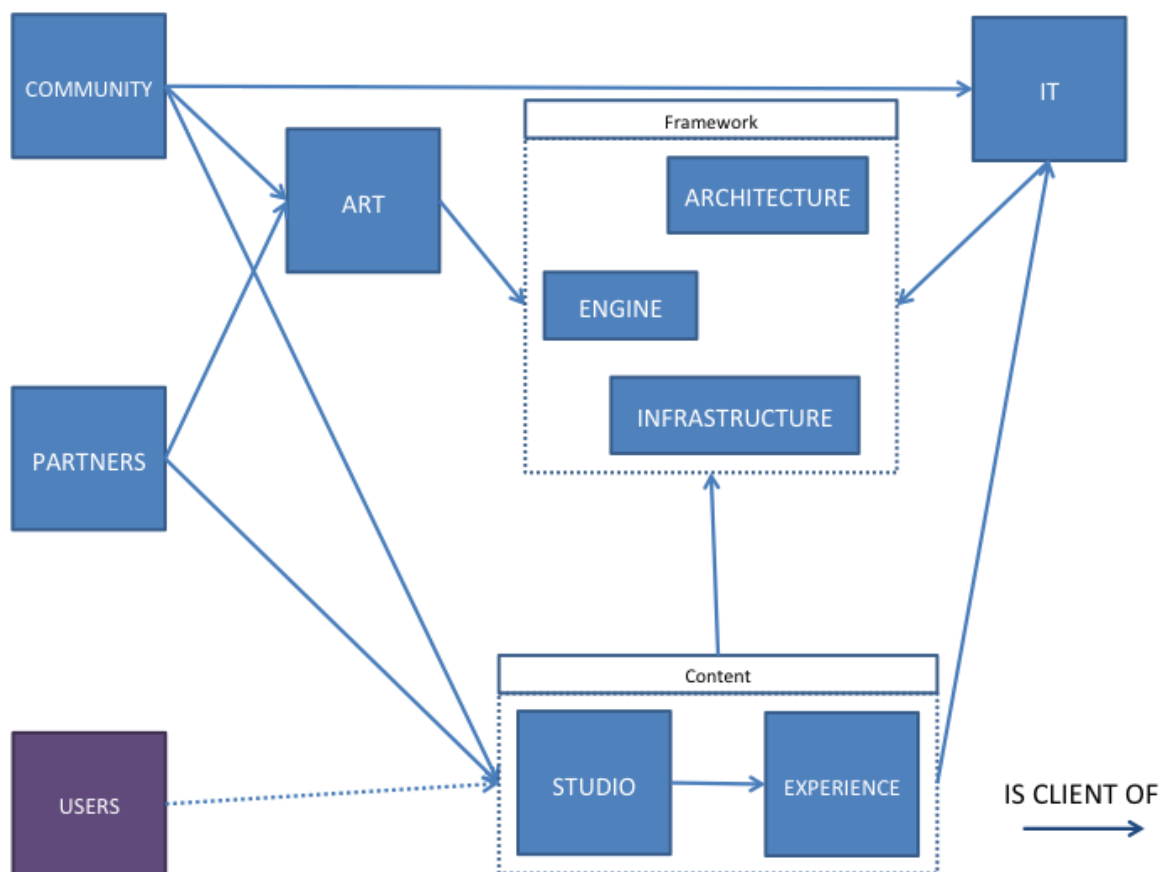 COMMUNITY
IT
Framework
ARCHITECTURE
ART
ENGINE
INFRASTRUCTURE
PARTNERS
Content
STUDIO
EXPERIENCE
USERS
IS CLIENT OF